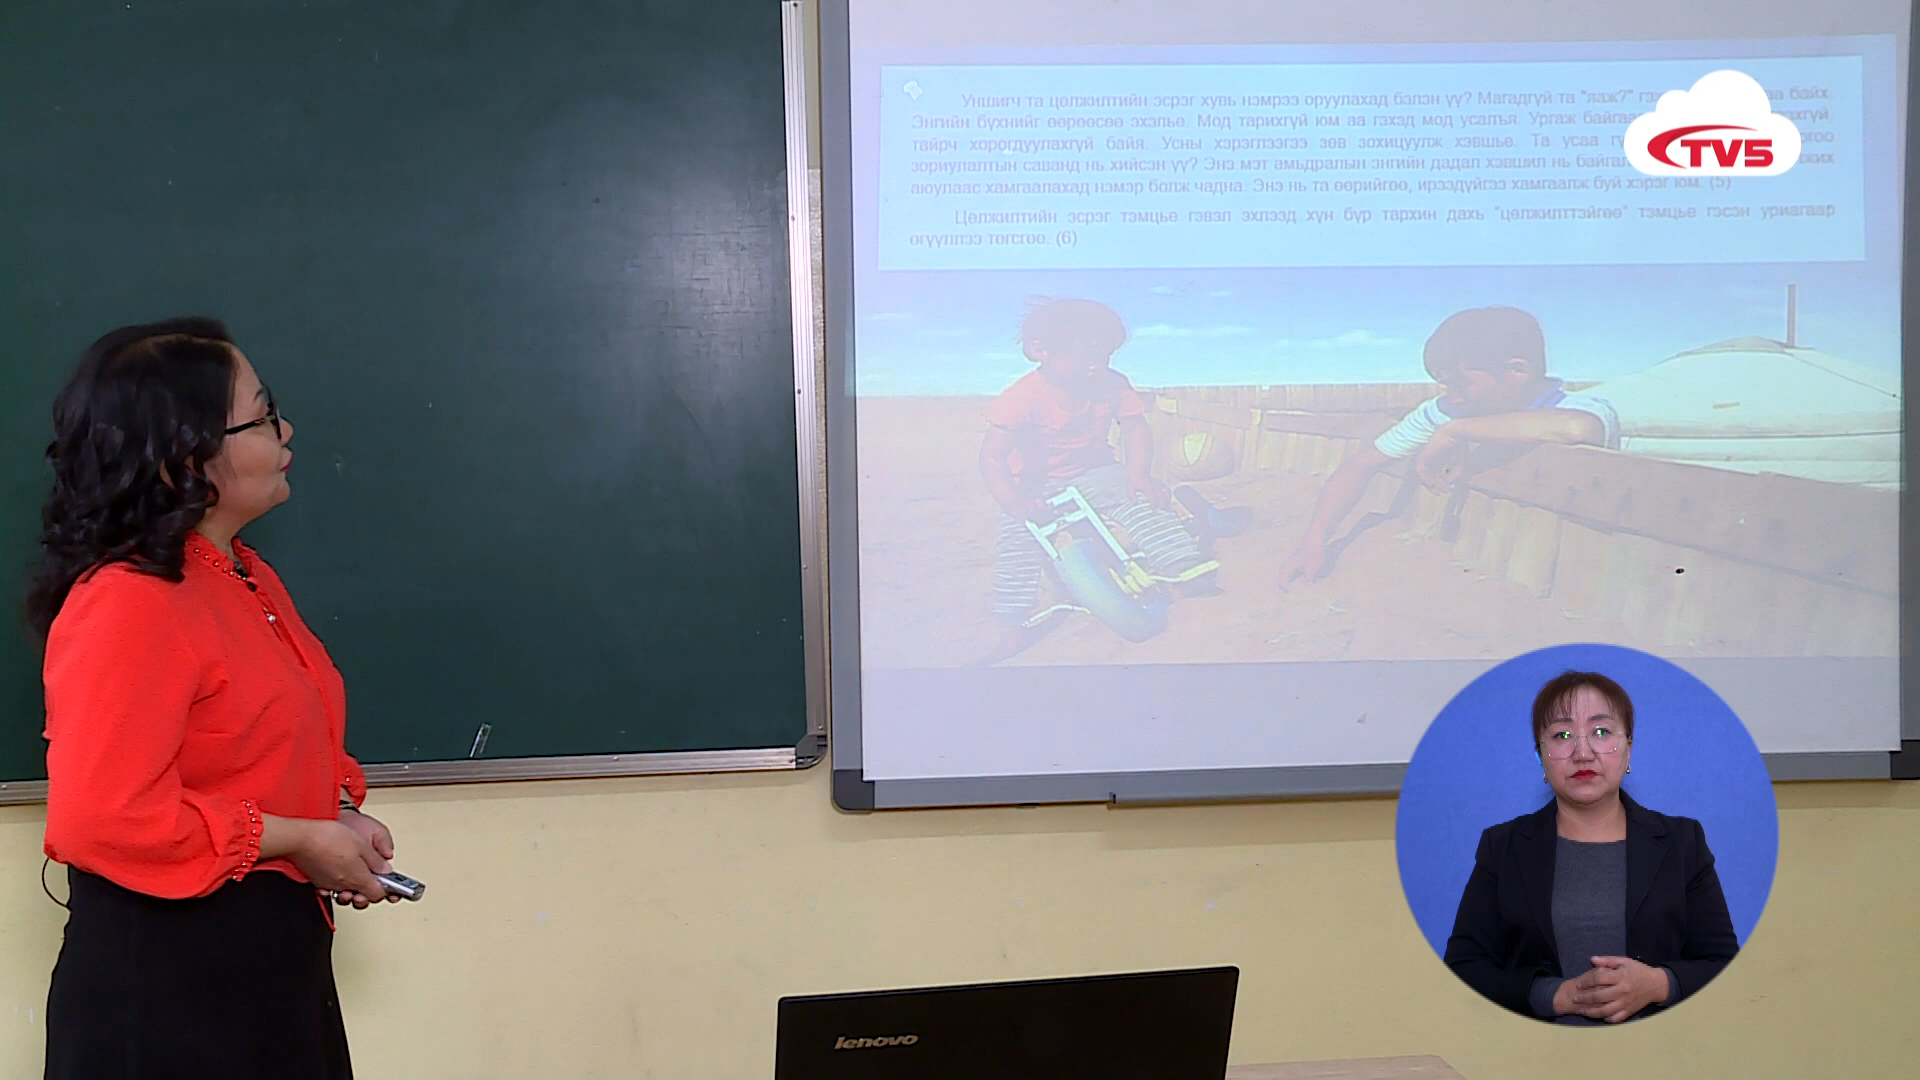 Уншигч та цөлжилтийн эсрэг хувь нэмрээ оруулахад бэлэн үү? Магадгүй та "яаж?" байх.
Энгийн бүхнийг өөрөөсөө эхэлье. Мод тарихгүй юм аа гэхэд мод усалъя. Ургаж
тайрч хорогдуулахгүй байя. Усны хэрэглээгээ зөв зохицуулж хэвшье. Та усаа
зориулалтын саванд нь хийсэн үү? Энэ мэт амьдралын энгийн дадал хэвшил нь
аюулаас хамгаалахад нэмэр болж чадна. Энэ нь та өөрийгөө, ирээдүйгээ хамгаалж буй хэрэг юм. (5)
Цөлжилтийн эсрэг тэмцье гэвэл эхлээд хүн бүр тархин дахь "цөлжилттэйгөө" тэмцье гэсэн уриагаар
өгүүллээ төгсгөе. (6)
TV5
lenovo